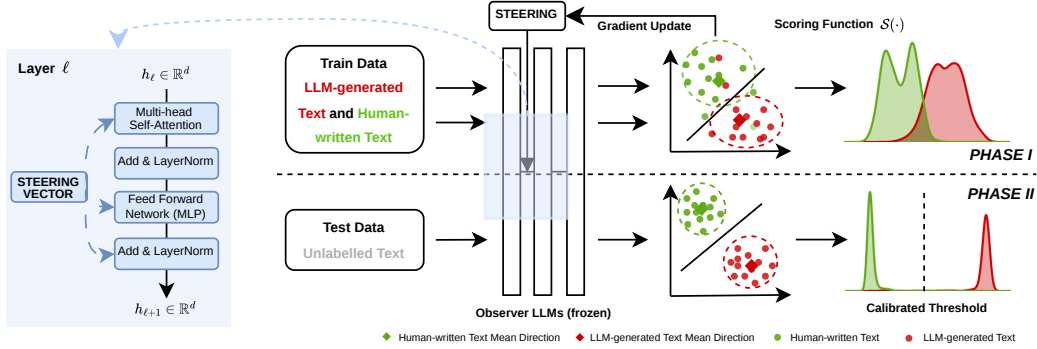 STEERING
Gradient Update
Scoring Function 𝒮(·)
Layer ℓ
h_ℓ ∈ ℝ^d
Multi-head
Self-Attention
Add & LayerNorm
STEERING
VECTOR
Feed Forward
Network (MLP)
Add & LayerNorm
h_{ℓ+1} ∈ ℝ^d
Train Data
LLM-generated
Text and Human-
written Text
PHASE I
PHASE II
Test Data
Unlabelled Text
Observer LLMs (frozen)
Calibrated Threshold
Human-written Text Mean Direction
LLM-generated Text Mean Direction
Human-written Text
LLM-generated Text